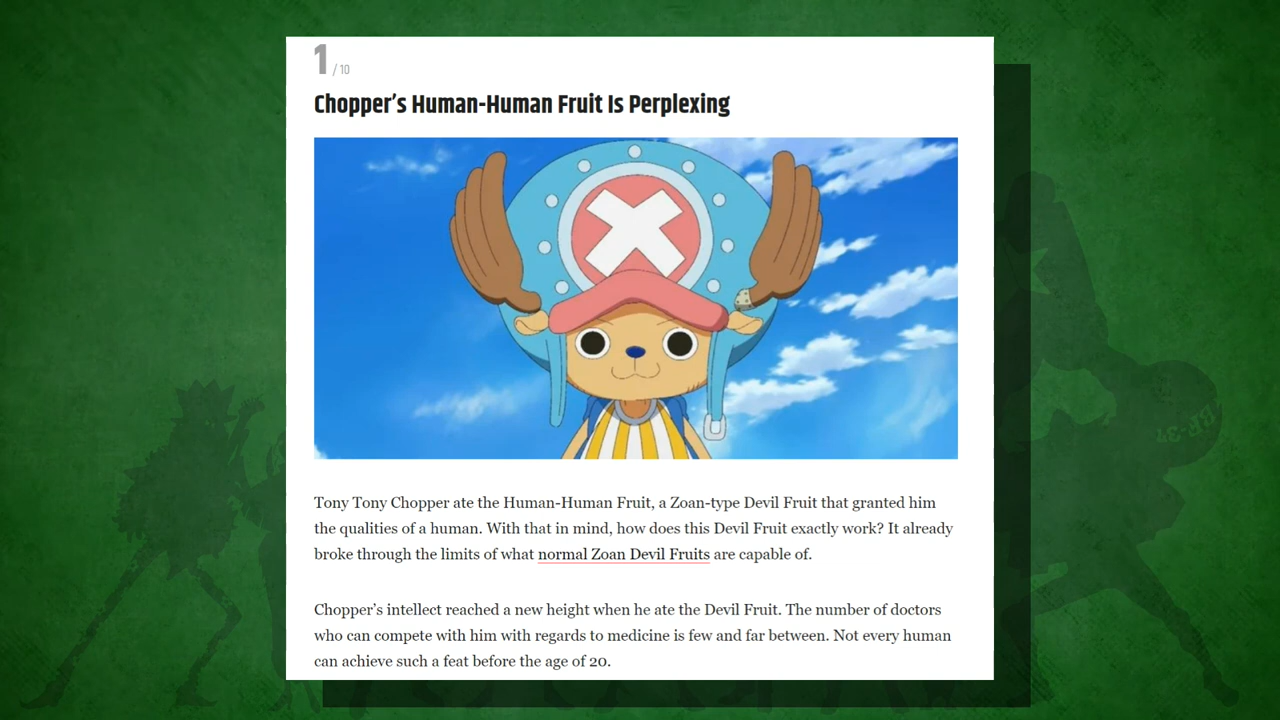 1 / 10
Chopper’s Human-Human Fruit Is Perplexing
Tony Tony Chopper ate the Human-Human Fruit, a Zoan-type Devil Fruit that granted him
the qualities of a human. With that in mind, how does this Devil Fruit exactly work? It already
broke through the limits of what normal Zoan Devil Fruits are capable of.
Chopper’s intellect reached a new height when he ate the Devil Fruit. The number of doctors
who can compete with him with regards to medicine is few and far between. Not every human
can achieve such a feat before the age of 20.